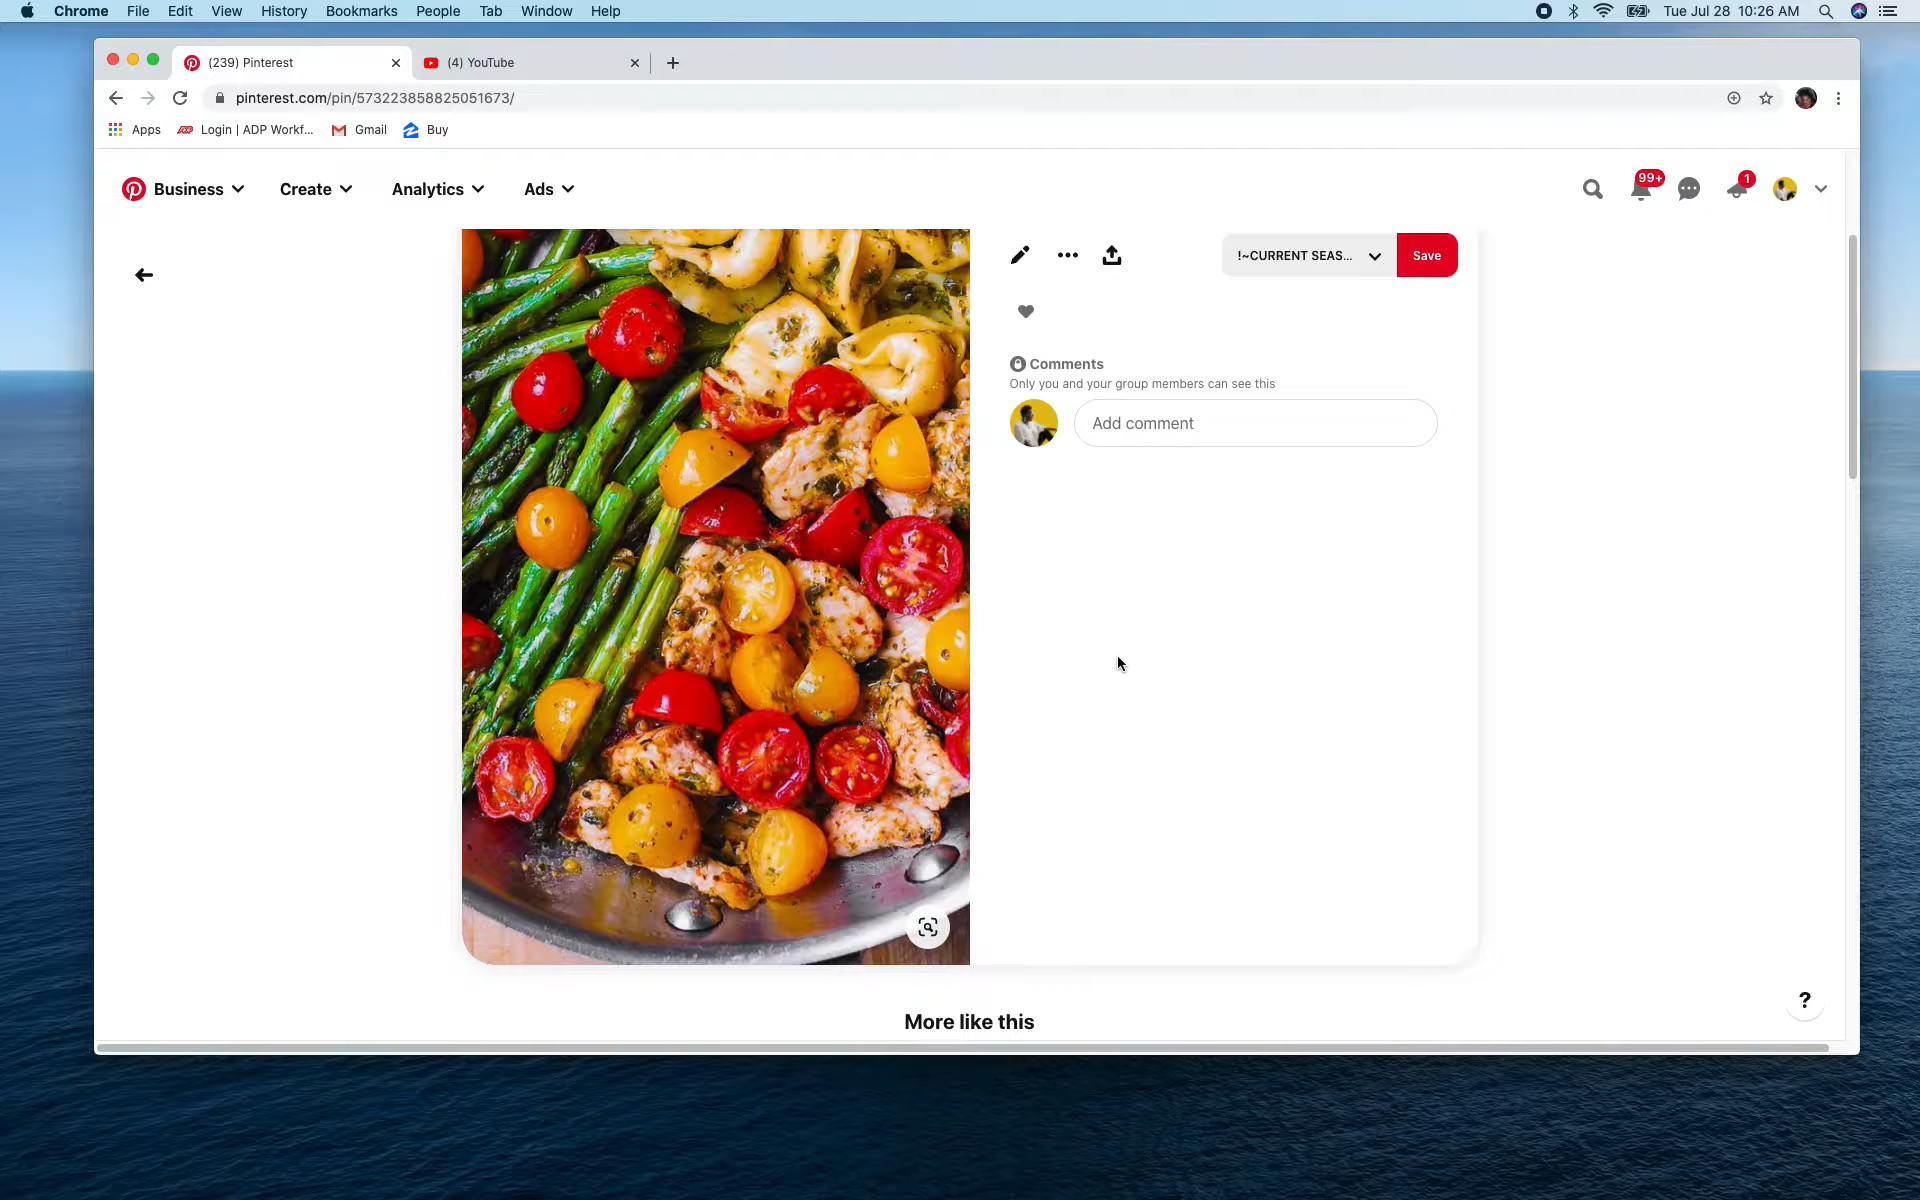 Chrome File Edit View History Bookmarks People Tab Window Help
Tue Jul 28 10:26 AM
(239) Pinterest
(4) YouTube
pinterest.com/pin/573223858825051673/
Apps
Login | ADP Workf...
Gmail
Buy
Business
Create
Analytics
Ads
99+
1
!~CURRENT SEAS...
Save
Comments
Only you and your group members can see this
Add comment
More like this
?